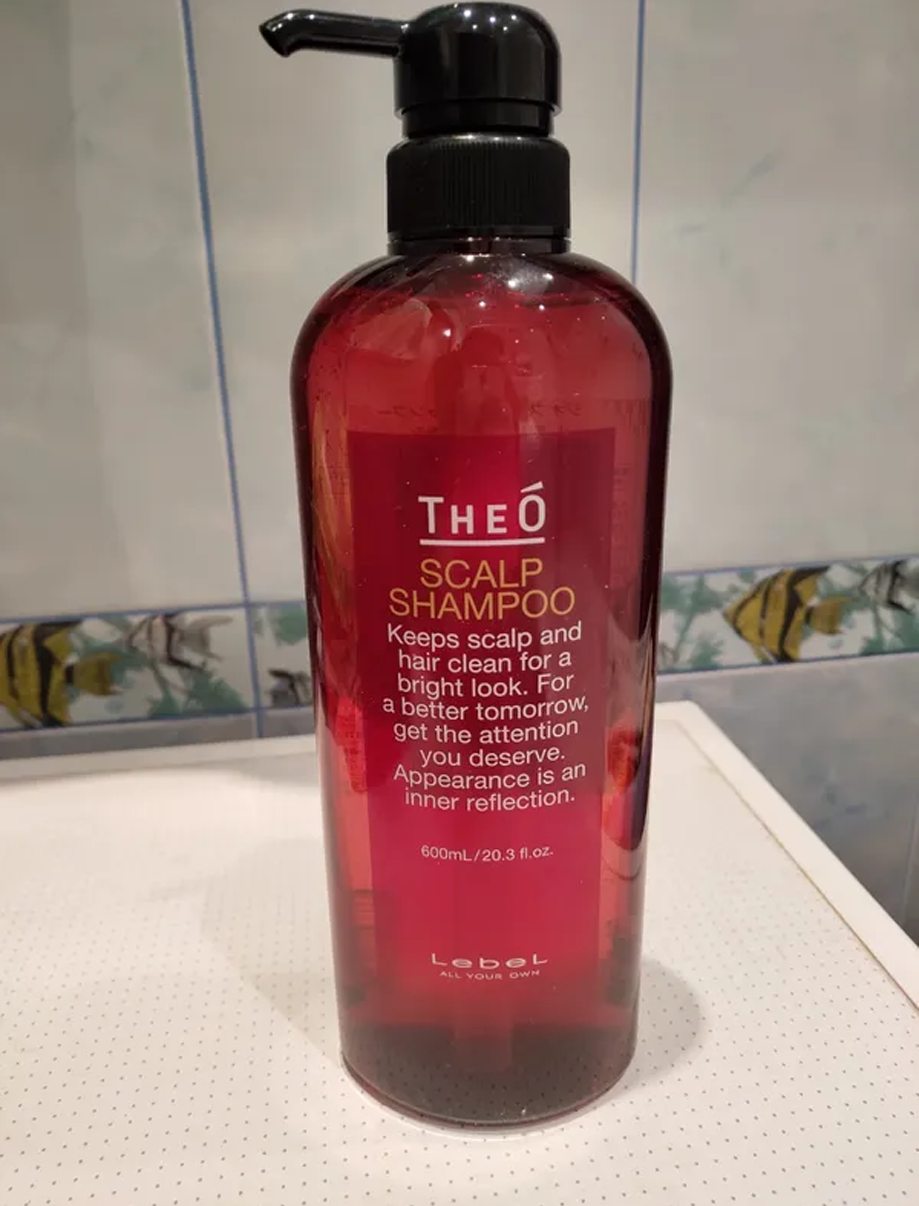 THEÓ
SCALP
SHAMPOO
Keeps scalp and
hair clean for a
bright look. For
a better tomorrow,
get the attention
you deserve.
Appearance is an
inner reflection.
600mL/20.3 fl.oz.
LebeL
ALL YOUR OWN